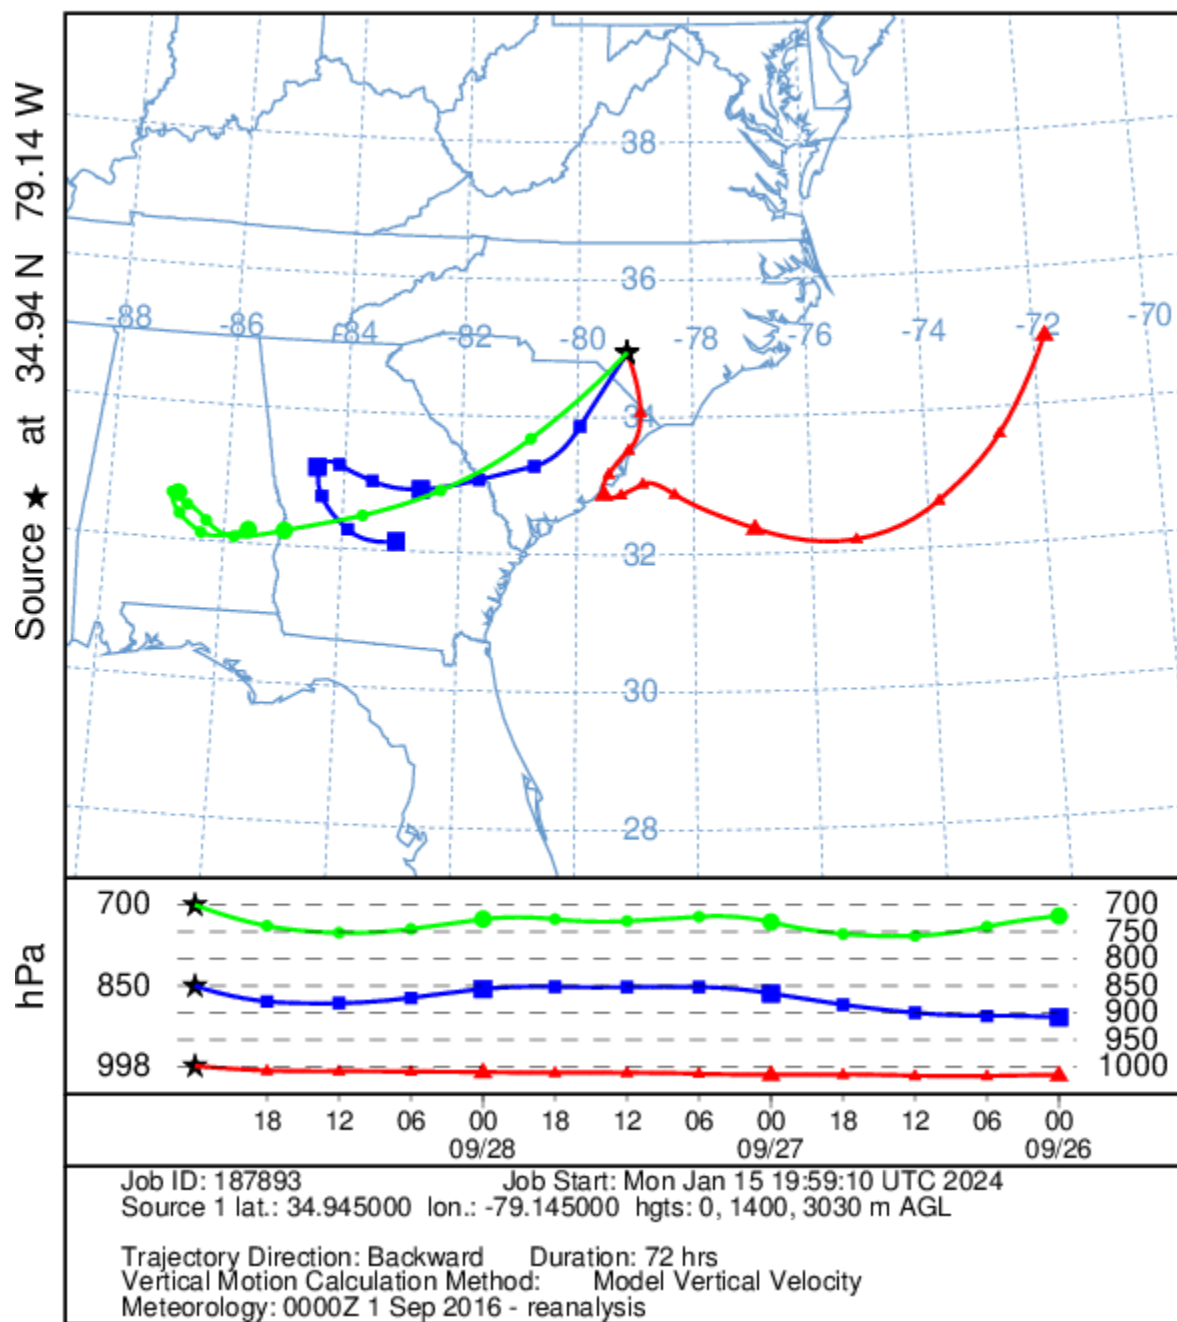 Source ★ at 34.94 N 79.14 W
38
36
-88 -86 -84 -82 -80 -78 -76 -74 -72 -70
34
32
30
28
hPa
700 700
750
800
850 850
900
950
998 1000
18 12 06 00 18 12 06 00 18 12 06 00
09/28 09/27 09/26
Job ID: 187893 Job Start: Mon Jan 15 19:59:10 UTC 2024
Source 1 lat.: 34.945000 lon.: -79.145000 hgts: 0, 1400, 3030 m AGL
Trajectory Direction: Backward Duration: 72 hrs
Vertical Motion Calculation Method: Model Vertical Velocity
Meteorology: 0000Z 1 Sep 2016 - reanalysis